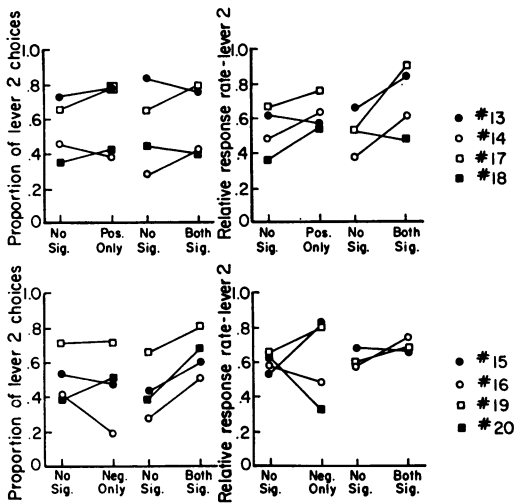 Proportion of lever 2 choices
1.0
.8
.6
.4
.2
0
No Sig.
Pos. Only
No Sig.
Both Sig.
Relative response rate-lever 2
1.0
.8
.6
.4
.2
0
No Sig.
Pos. Only
No Sig.
Both Sig.
#13
#14
#17
#18
Proportion of lever 2 choices
1.0
.8
.6
.4
.2
0
No Sig.
Neg. Only
No Sig.
Both Sig.
Relative response rate-lever 2
1.0
.8
.6
.4
.2
0
No Sig.
Neg. Only
No Sig.
Both Sig.
#15
#16
#19
#20